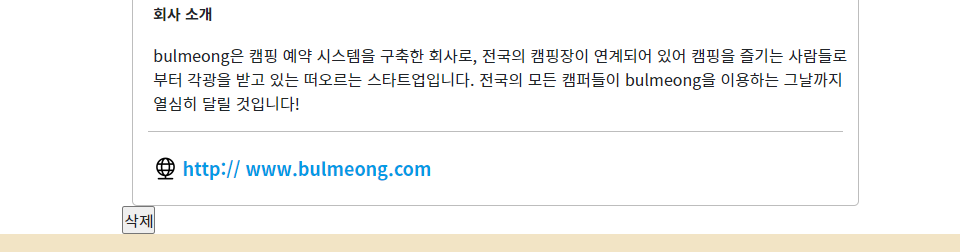 회사 소개
bulmeong은 캠핑 예약 시스템을 구축한 회사로, 전국의 캠핑장이 연계되어 있어 캠핑을 즐기는 사람들로
부터 각광을 받고 있는 떠오르는 스타트업입니다. 전국의 모든 캠퍼들이 bulmeong을 이용하는 그날까지
열심히 달릴 것입니다!
http:// www.bulmeong.com
삭제